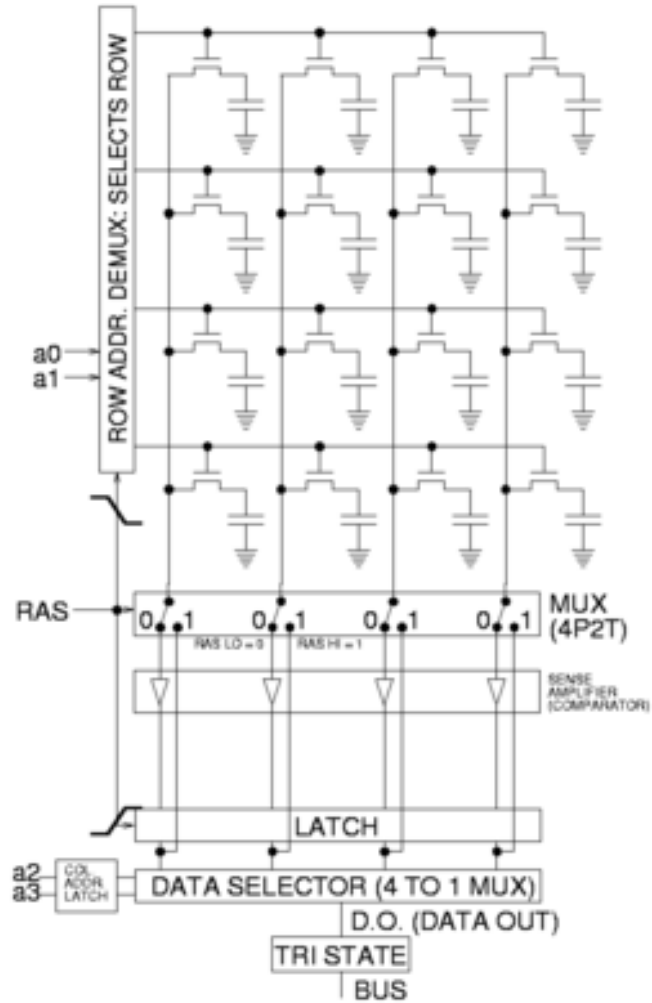 ROW ADDR. DEMUX: SELECTS ROW
a0
a1
RAS
0 1
0 1
0 1
0 1
RAS LO = 0
RAS HI = 1
MUX
(4P2T)
SENSE
AMPLIFIER
(COMPARATOR)
LATCH
a2
a3
COL.
ADDR.
LATCH
DATA SELECTOR (4 TO 1 MUX)
D.O. (DATA OUT)
TRI STATE
BUS